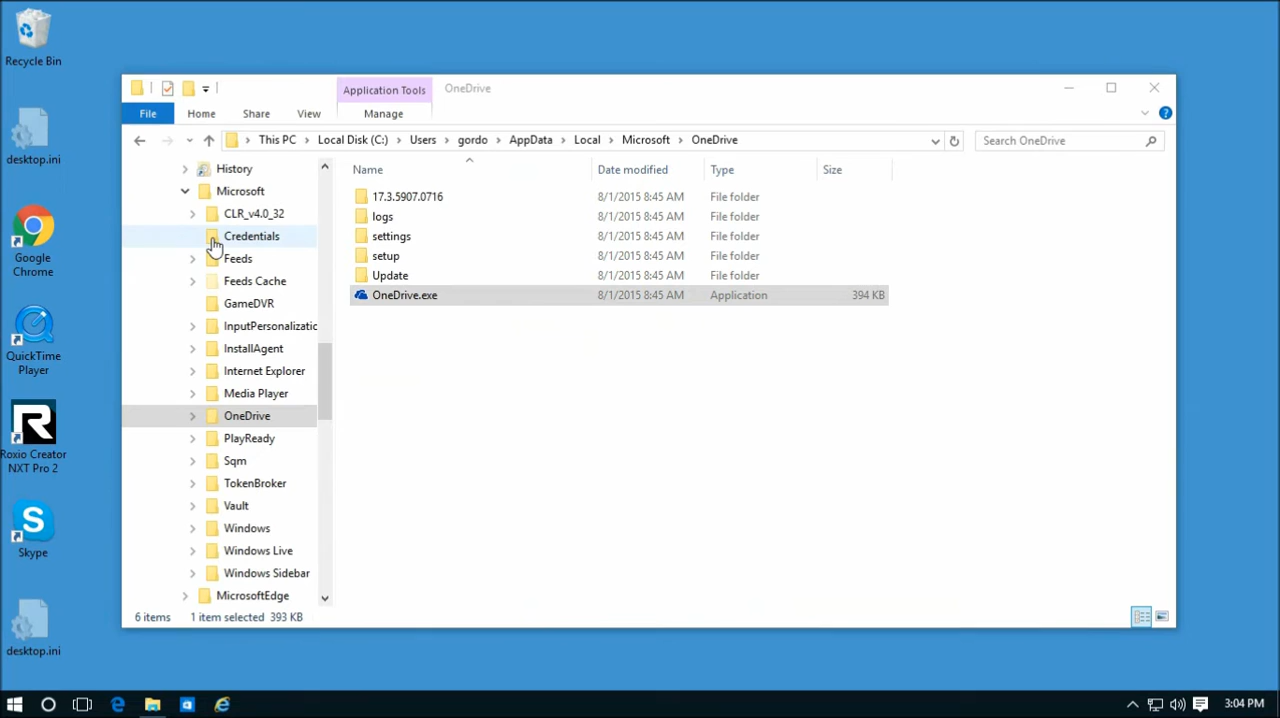 Recycle Bin
desktop.ini
Google
Chrome
QuickTime
Player
Roxio Creator
NXT Pro 2
Skype
desktop.ini
Application Tools
OneDrive
File
Home
Share
View
Manage
This PC
Local Disk (C:)
Users
gordo
AppData
Local
Microsoft
OneDrive
Search OneDrive
History
Microsoft
CLR_v4.0_32
Credentials
Feeds
Feeds Cache
GameDVR
InputPersonalizatic
InstallAgent
Internet Explorer
Media Player
OneDrive
PlayReady
Sqm
TokenBroker
Vault
Windows
Windows Live
Windows Sidebar
MicrosoftEdge
Name Date modified Type Size
17.3.5907.0716 8/1/2015 8:45 AM File folder
logs 8/1/2015 8:45 AM File folder
settings 8/1/2015 8:45 AM File folder
setup 8/1/2015 8:45 AM File folder
Update 8/1/2015 8:45 AM File folder
OneDrive.exe 8/1/2015 8:45 AM Application 394 KB
6 items 1 item selected 393 KB
3:04 PM